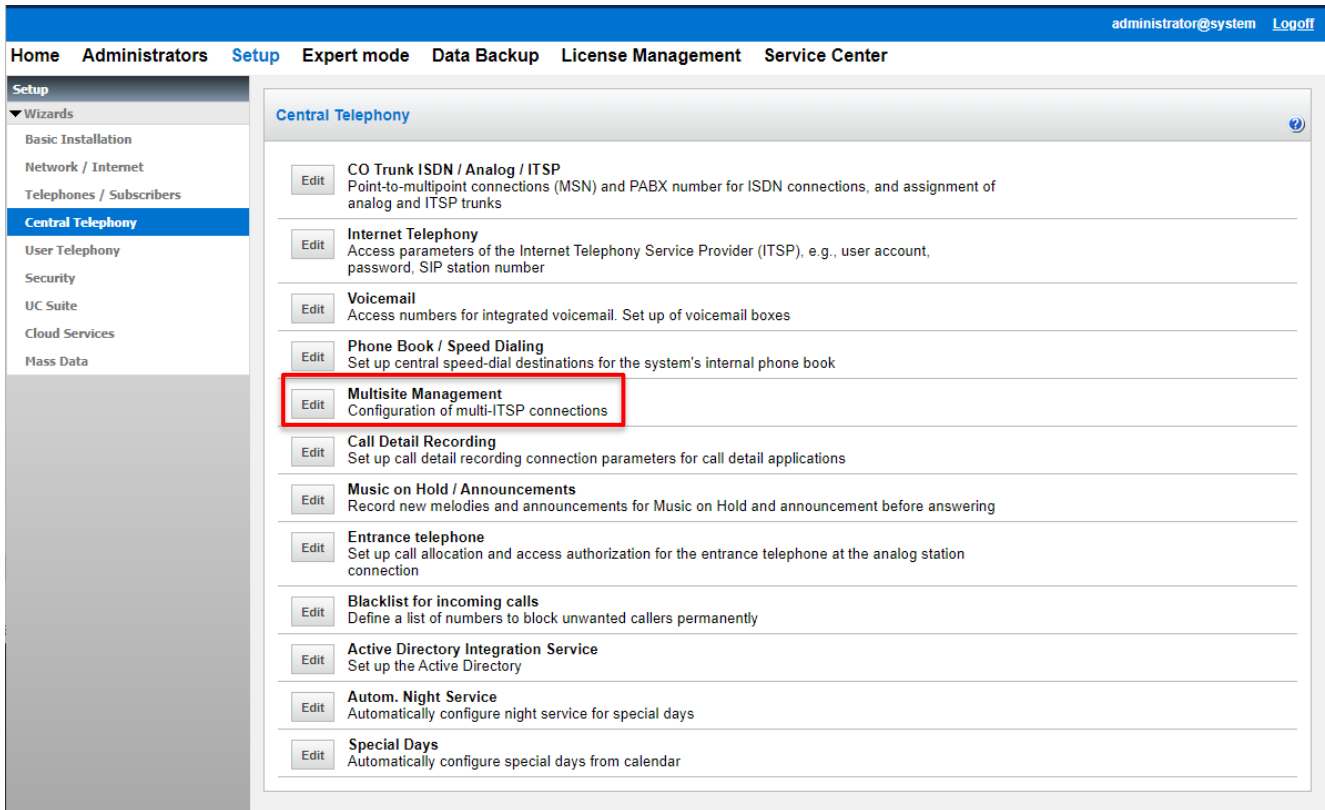 administrator@system Logoff
Home Administrators Setup Expert mode Data Backup License Management Service Center
Setup
Wizards
Basic Installation
Network / Internet
Telephones / Subscribers
Central Telephony
User Telephony
Security
UC Suite
Cloud Services
Mass Data
Central Telephony
?
Edit
CO Trunk ISDN / Analog / ITSP
Point-to-multipoint connections (MSN) and PABX number for ISDN connections, and assignment of
analog and ITSP trunks
Edit
Internet Telephony
Access parameters of the Internet Telephony Service Provider (ITSP), e.g., user account,
password, SIP station number
Edit
Voicemail
Access numbers for integrated voicemail. Set up of voicemail boxes
Edit
Phone Book / Speed Dialing
Set up central speed-dial destinations for the system's internal phone book
Edit
Multisite Management
Configuration of multi-ITSP connections
Edit
Call Detail Recording
Set up call detail recording connection parameters for call detail applications
Edit
Music on Hold / Announcements
Record new melodies and announcements for Music on Hold and announcement before answering
Edit
Entrance telephone
Set up call allocation and access authorization for the entrance telephone at the analog station
connection
Edit
Blacklist for incoming calls
Define a list of numbers to block unwanted callers permanently
Edit
Active Directory Integration Service
Set up the Active Directory
Edit
Autom. Night Service
Automatically configure night service for special days
Edit
Special Days
Automatically configure special days from calendar